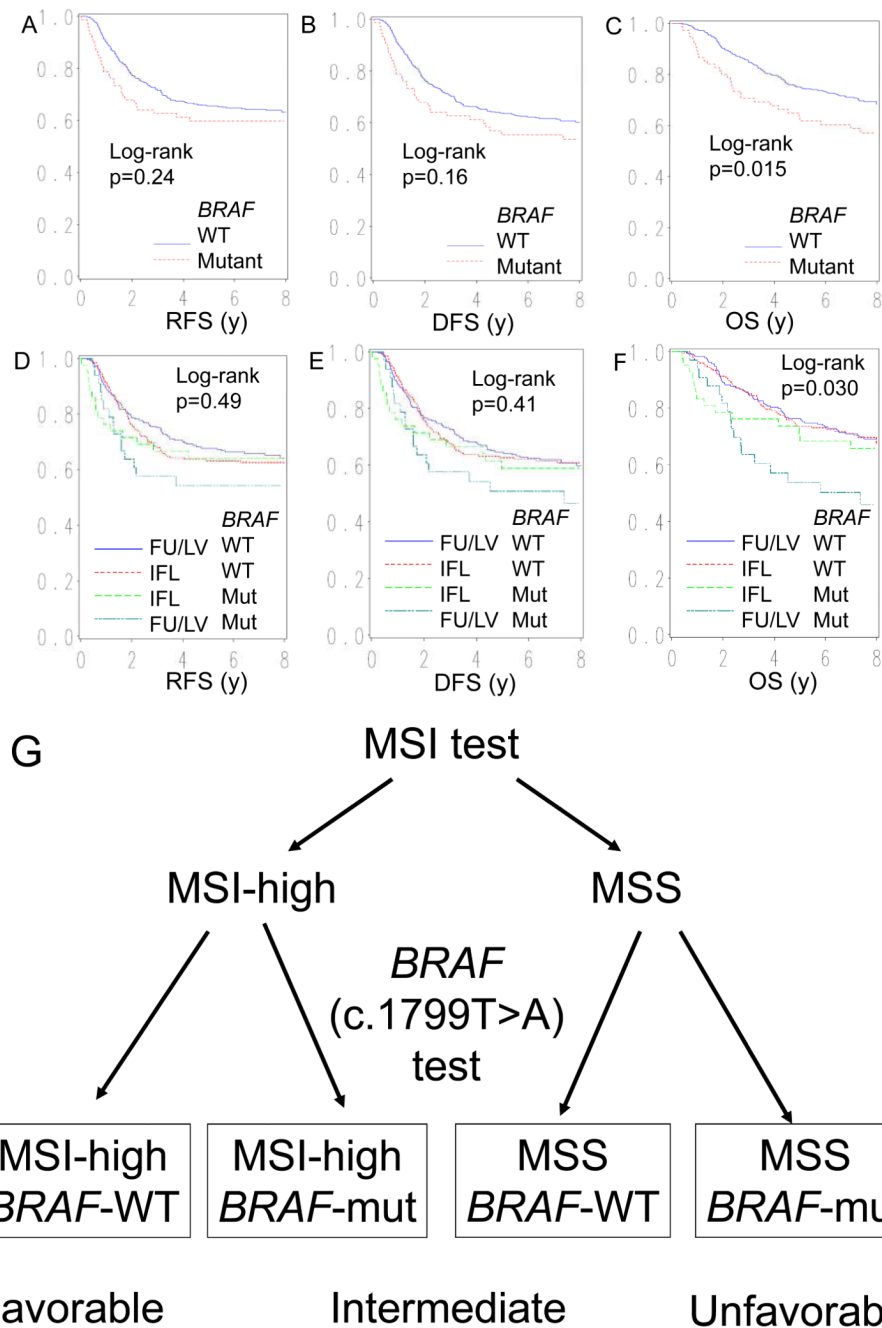 A
1.0
0.8
0.6
0.4
0.2
0.0
Log-rank
p=0.24
BRAF
WT
Mutant
0 2 4 6 8
RFS (y)
B
1.0
0.8
0.6
0.4
0.2
0.0
Log-rank
p=0.16
BRAF
WT
Mutant
0 2 4 6 8
DFS (y)
C
1.0
0.8
0.6
0.4
0.2
0.0
Log-rank
p=0.015
BRAF
WT
Mutant
0 2 4 6 8
OS (y)
D
1.0
0.8
0.6
0.4
0.2
0.0
Log-rank
p=0.49
BRAF
FU/LV WT
IFL WT
IFL Mut
FU/LV Mut
0 2 4 6 8
RFS (y)
E
1.0
0.8
0.6
0.4
0.2
0.0
Log-rank
p=0.41
BRAF
FU/LV WT
IFL WT
IFL Mut
FU/LV Mut
0 2 4 6 8
DFS (y)
F
1.0
0.8
0.6
0.4
0.2
0.0
Log-rank
p=0.030
BRAF
FU/LV WT
IFL WT
IFL Mut
FU/LV Mut
0 2 4 6 8
OS (y)
G
MSI test
MSI-high MSS
BRAF
(c.1799T>A)
test
MSI-high MSI-high MSS MSS
BRAF-WT BRAF-mut BRAF-WT BRAF-mu
avorable Intermediate Unfavorab